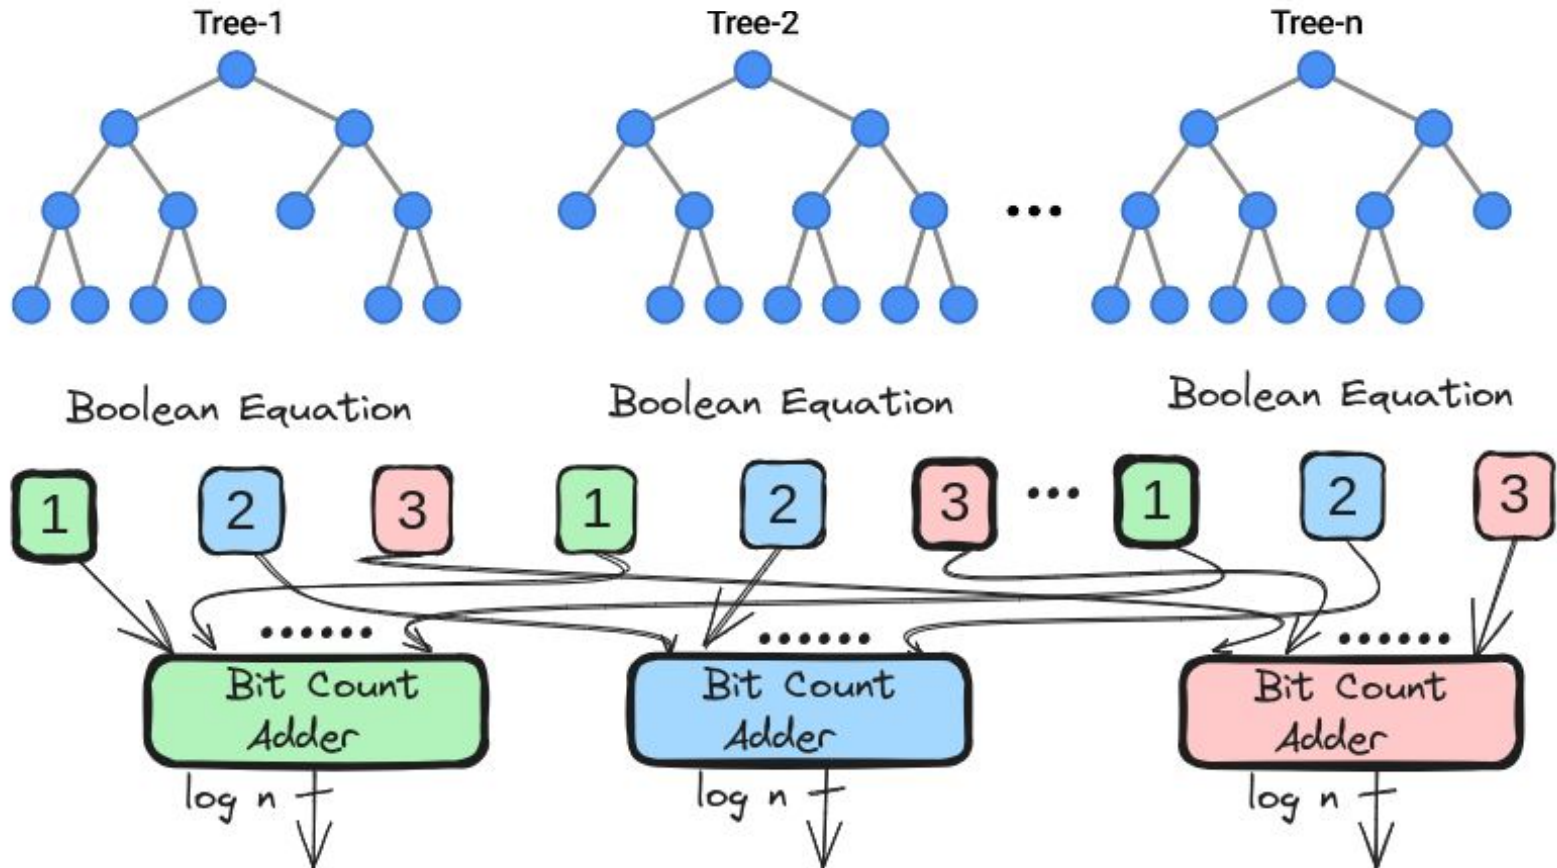 Tree-1
Tree-2
Tree-n
...
Boolean Equation
Boolean Equation
Boolean Equation
1
2
3
1
2
3
...
1
2
3
......
......
......
Bit Count
Adder
Bit Count
Adder
Bit Count
Adder
log n
log n
log n